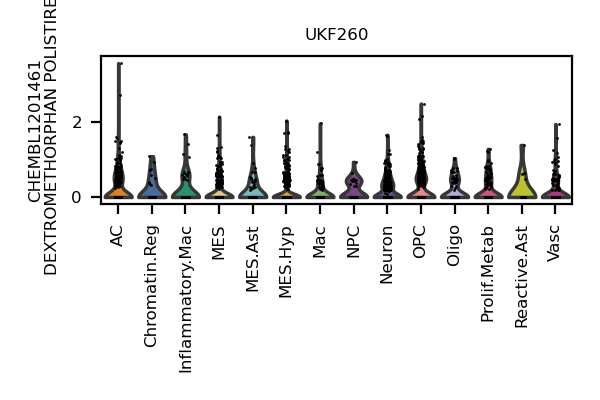 UKF260
CHEMBL1201461
DEXTROMETHORPHAN POLISTIRE
2
0
AC
Chromatin.Reg
Inflammatory.Mac
MES
MES.Ast
MES.Hyp
Mac
NPC
Neuron
OPC
Oligo
Prolif.Metab
Reactive.Ast
Vasc